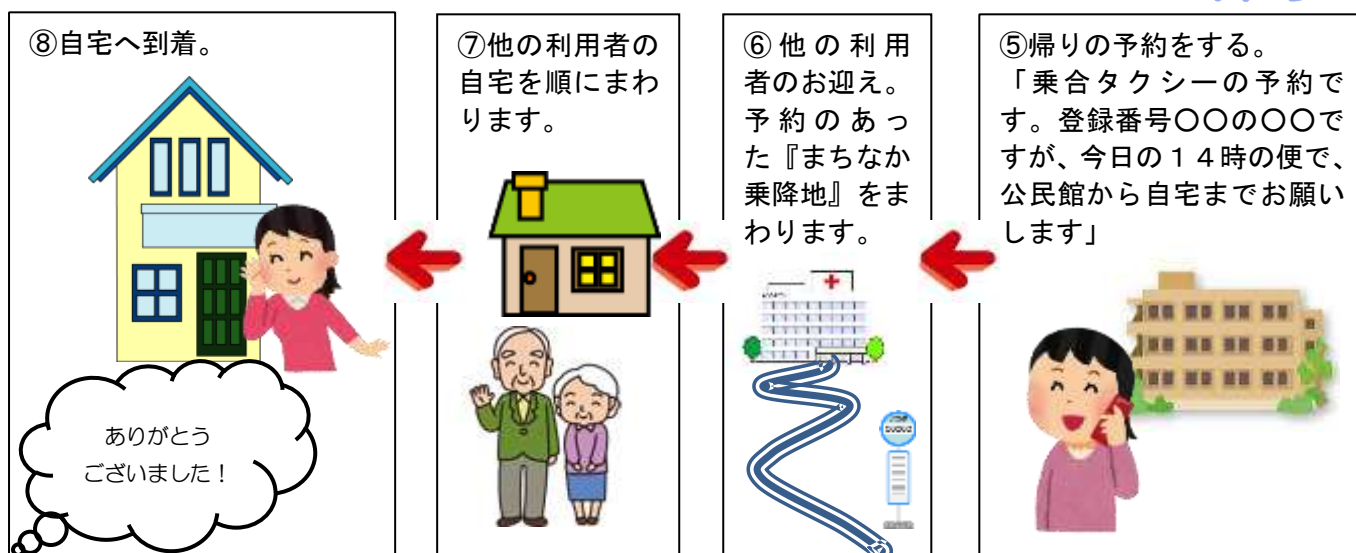 ⑧自宅へ到着。
ありがとう
ございました！
⑦他の利用者の
自宅を順にまわ
ります。
⑥他の利用
者のお迎え。
予約のあっ
た『まちなか
乗降地』をま
わります。
⑤帰りの予約をする。
「乗合タクシーの予約で
す。登録番号〇〇の〇〇で
すが、今日の１４時の便で、
公民館から自宅までお願い
します」